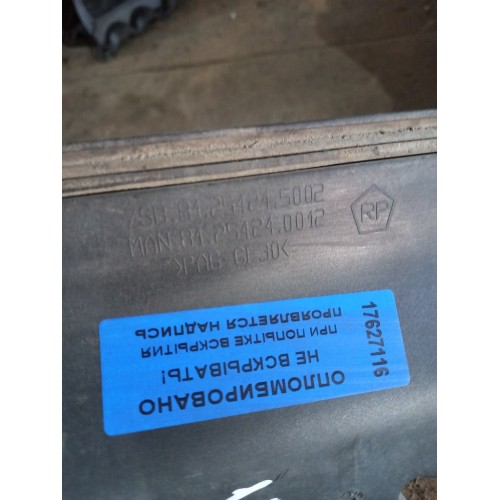 ZSB 81.25424.5002
MAN 81.25424.0012
>PA6-GF30<
RP
ОПЛОМБИРОВАНО
НЕ ВСКРЫВАТЬ!
ПРИ ПОПЫТКЕ ВСКРЫТИЯ
ПРОЯВЛЯЕТСЯ НАДПИСЬ
17627116